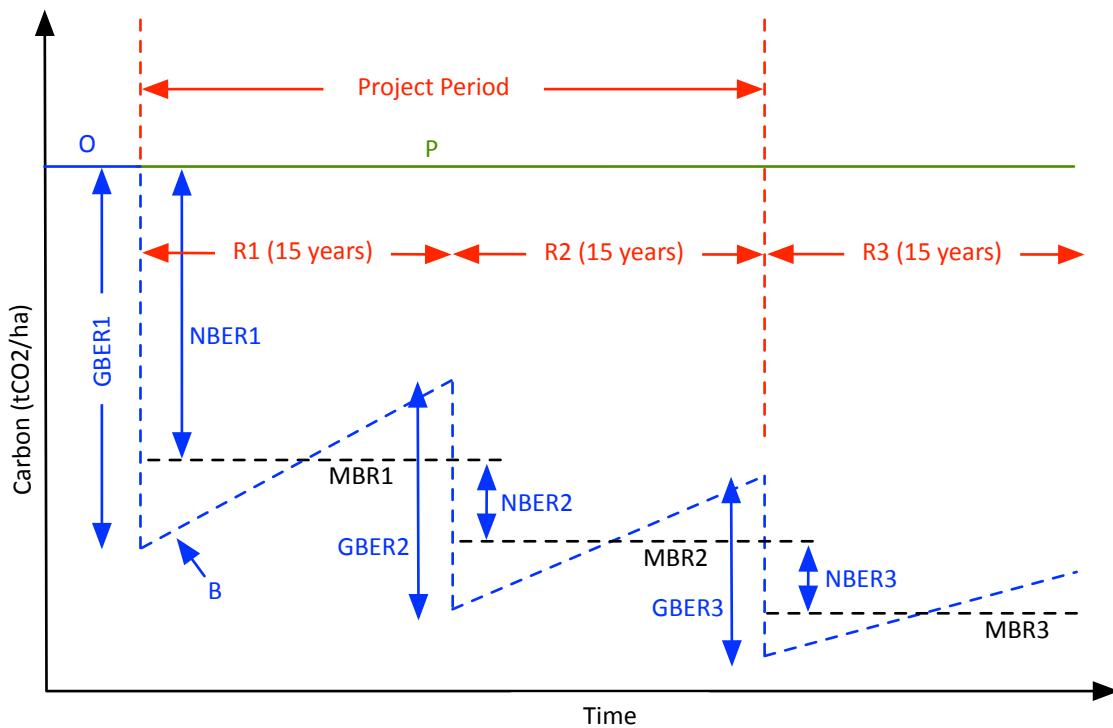 Project Period
O
P
R1 (15 years)
R2 (15 years)
R3 (15 years)
GBER1
NBER1
Carbon (tCO2/ha)
MBR1
NBER2
GBER2
MBR2
NBER3
B
GBER3
MBR3
Time